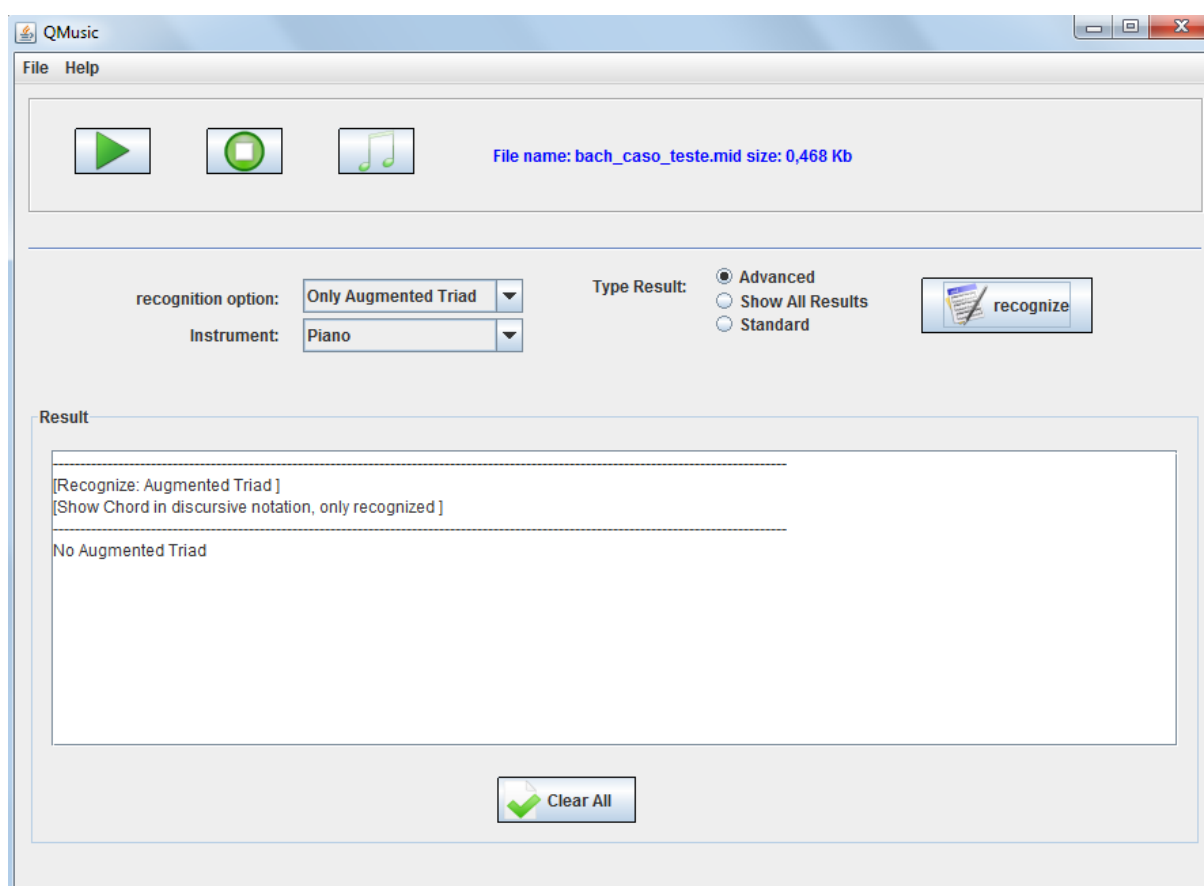 QMusic
File Help
File name: bach_caso_teste.mid size: 0,468 Kb
recognition option: Only Augmented Triad
Instrument: Piano
Type Result:
Advanced
Show All Results
Standard
recognize
Result
[Recognize: Augmented Triad ]
[Show Chord in discursive notation, only recognized ]
No Augmented Triad
Clear All